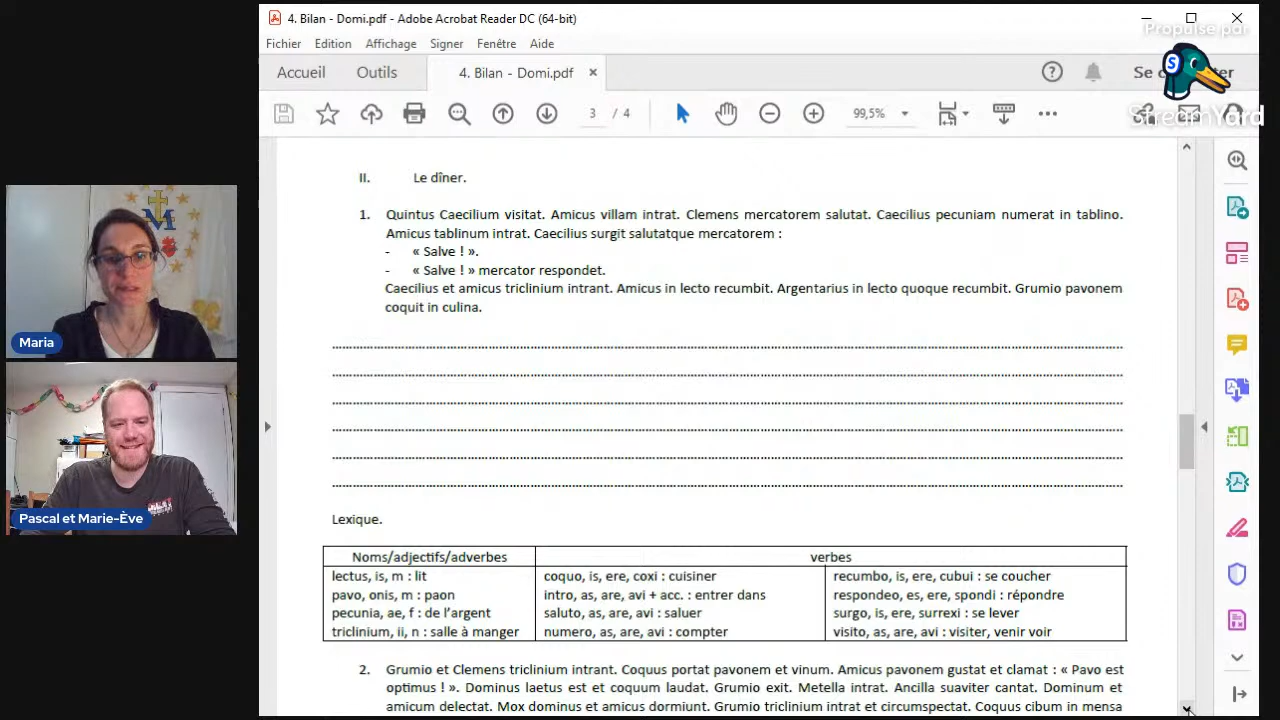 4. Bilan - Domi.pdf - Adobe Acrobat Reader DC (64-bit)
Propulsé par
Fichier Edition Affichage Signer Fenêtre Aide
Accueil Outils 4. Bilan - Domi.pdf × Se
StreamYard
3 / 4 99,5%
II. Le dîner.
1. Quintus Caecilium visitat. Amicus villam intrat. Clemens mercatorem salutat. Caecilius pecuniam numerat in tablino.
Amicus tablinum intrat. Caecilius surgit salutatque mercatorem :
- « Salve ! ».
- « Salve ! » mercator respondet.
Caecilius et amicus triclinium intrant. Amicus in lecto recumbit. Argentarius in lecto quoque recumbit. Grumio pavonem
coquit in culina.
Lexique.
Noms/adjectifs/adverbes verbes
lectus, is, m : lit coquo, is, ere, coxi : cuisiner recumbo, is, ere, cubui : se coucher
pavo, onis, m : paon intro, as, are, avi + acc. : entrer dans respondeo, es, ere, spondi : répondre
pecunia, ae, f : de l'argent saluto, as, are, avi : saluer surgo, is, ere, surrexi : se lever
triclinium, ii, n : salle à manger numero, as, are, avi : compter visito, as, are, avi : visiter, venir voir
2. Grumio et Clemens triclinium intrant. Coquus portat pavonem et vinum. Amicus pavonem gustat et clamat : « Pavo est
optimus ! ». Dominus laetus est et coquum laudat. Grumio exit. Metella intrat. Ancilla suaviter cantat. Dominum et
amicum delectat. Mox dominus et amicus dormiunt. Grumio triclinium intrat et circumspectat. Coquus cibum in mensa
Maria
Pascal et Marie-Ève